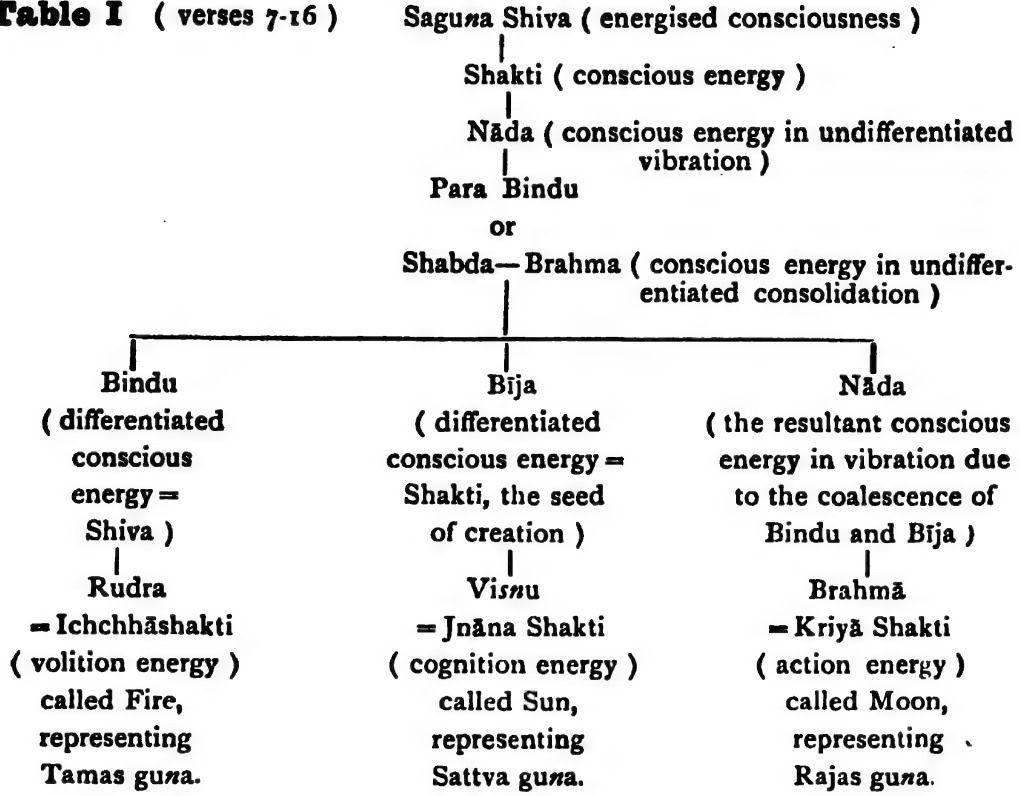 Table I ( verses 7-16 ) Saguna Shiva ( energised consciousness )
Shakti ( conscious energy )
Nāda ( conscious energy in undifferentiated
vibration )
Para Bindu
or
Shabda—Brahma ( conscious energy in undiffer-
entiated consolidation )
Bindu
( differentiated
conscious
energy =
Shiva )
Rudra
= Ichchhāshakti
( volition energy )
called Fire,
representing
Tamas guna.
Bīja
( differentiated
conscious energy =
Shakti, the seed
of creation )
Visnu
= Jnāna Shakti
( cognition energy )
called Sun,
representing
Sattva guna.
Nāda
( the resultant conscious
energy in vibration due
to the coalescence of
Bindu and Bīja )
Brahmā
= Kriyā Shakti
( action energy )
called Moon,
representing
Rajas guna.